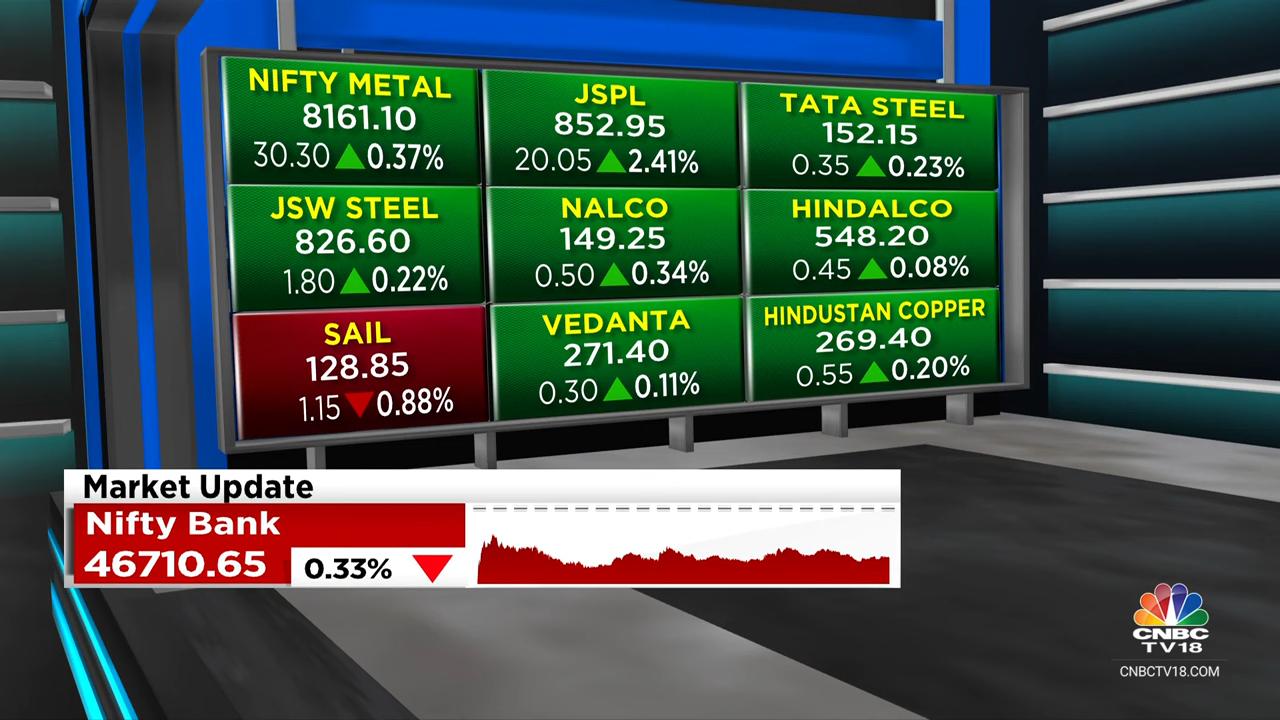 NIFTY METAL
8161.10
30.30 ▲ 0.37%
JSPL
852.95
20.05 ▲ 2.41%
TATA STEEL
152.15
0.35 ▲ 0.23%
JSW STEEL
826.60
1.80 ▲ 0.22%
NALCO
149.25
0.50 ▲ 0.34%
HINDALCO
548.20
0.45 ▲ 0.08%
SAIL
128.85
1.15 ▼ 0.88%
VEDANTA
271.40
0.30 ▲ 0.11%
HINDUSTAN COPPER
269.40
0.55 ▲ 0.20%
Market Update
Nifty Bank
46710.65 0.33% ▼
CNBC
TV18
CNBCTV18.COM